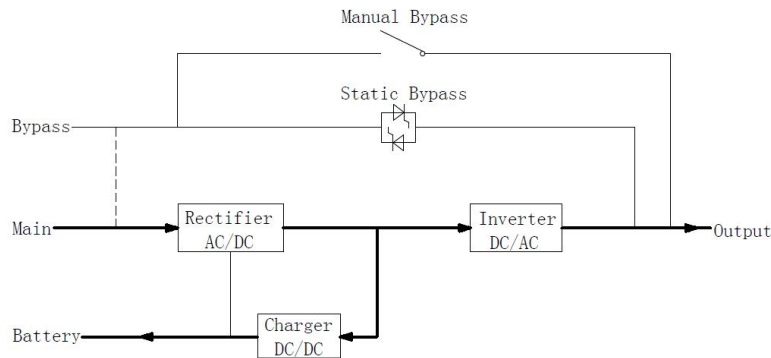 Manual Bypass
Static Bypass
Bypass
Main
Rectifier
AC/DC
Inverter
DC/AC
Output
Battery
Charger
DC/DC